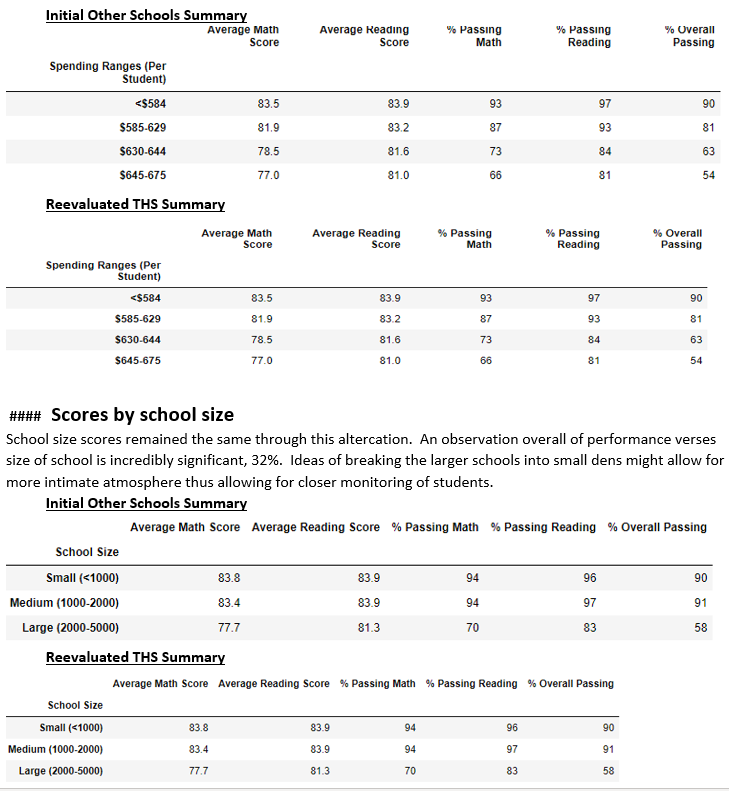 Initial Other Schools Summary
Average Math Score Average Reading Score % Passing Math % Passing Reading % Overall Passing
Spending Ranges (Per Student)
<$584 83.5 83.9 93 97 90
$585-629 81.9 83.2 87 93 81
$630-644 78.5 81.6 73 84 63
$645-675 77.0 81.0 66 81 54
Reevaluated THS Summary
Average Math Score Average Reading Score % Passing Math % Passing Reading % Overall Passing
Spending Ranges (Per Student)
<$584 83.5 83.9 93 97 90
$585-629 81.9 83.2 87 93 81
$630-644 78.5 81.6 73 84 63
$645-675 77.0 81.0 66 81 54
#### Scores by school size
School size scores remained the same through this altercation. An observation overall of performance verses
size of school is incredibly significant, 32%. Ideas of breaking the larger schools into small dens might allow for
more intimate atmosphere thus allowing for closer monitoring of students.
Initial Other Schools Summary
Average Math Score Average Reading Score % Passing Math % Passing Reading % Overall Passing
School Size
Small (<1000) 83.8 83.9 94 96 90
Medium (1000-2000) 83.4 83.9 94 97 91
Large (2000-5000) 77.7 81.3 70 83 58
Reevaluated THS Summary
Average Math Score Average Reading Score % Passing Math % Passing Reading % Overall Passing
School Size
Small (<1000) 83.8 83.9 94 96 90
Medium (1000-2000) 83.4 83.9 94 97 91
Large (2000-5000) 77.7 81.3 70 83 58